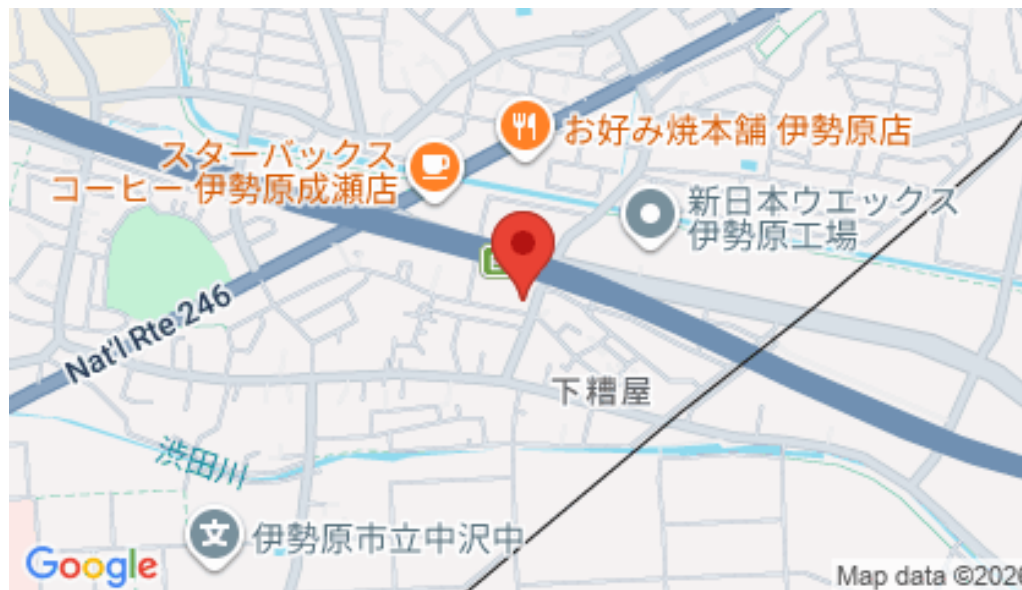 お好み焼本舗 伊勢原店
スターバックス
コーヒー 伊勢原成瀬店
新日本ウエックス
伊勢原工場
Nat'l Rte 246
下糟屋
渋田川
伊勢原市立中沢中
Google
Map data ©2026